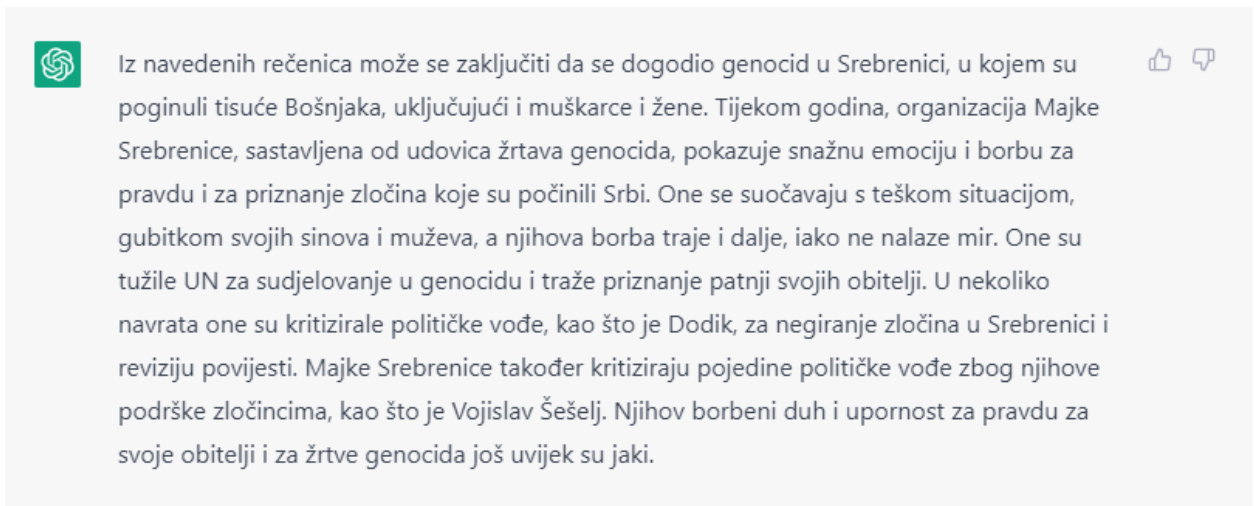 Iz navedenih rečenica može se zaključiti da se dogodio genocid u Srebrenici, u kojem su
poginuli tisuće Bošnjaka, uključujući i muškarce i žene. Tijekom godina, organizacija Majke
Srebrenice, sastavljena od udovica žrtava genocida, pokazuje snažnu emociju i borbu za
pravdu i za priznanje zločina koje su počinili Srbi. One se suočavaju s teškom situacijom,
gubitkom svojih sinova i muževa, a njihova borba traje i dalje, iako ne nalaze mir. One su
tužile UN za sudjelovanje u genocidu i traže priznanje patnji svojih obitelji. U nekoliko
navrata one su kritizirale političke vođe, kao što je Dodik, za negiranje zločina u Srebrenici i
reviziju povijesti. Majke Srebrenice također kritiziraju pojedine političke vođe zbog njihove
podrške zločincima, kao što je Vojislav Šešelj. Njihov borbeni duh i upornost za pravdu za
svoje obitelji i za žrtve genocida još uvijek su jaki.